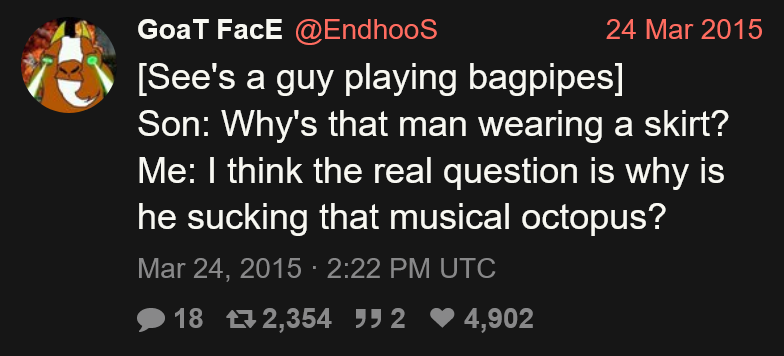 GoaT FacE @EndhooS 24 Mar 2015
[See's a guy playing bagpipes]
Son: Why's that man wearing a skirt?
Me: I think the real question is why is
he sucking that musical octopus?
Mar 24, 2015 · 2:22 PM UTC
18 2,354 2 4,902